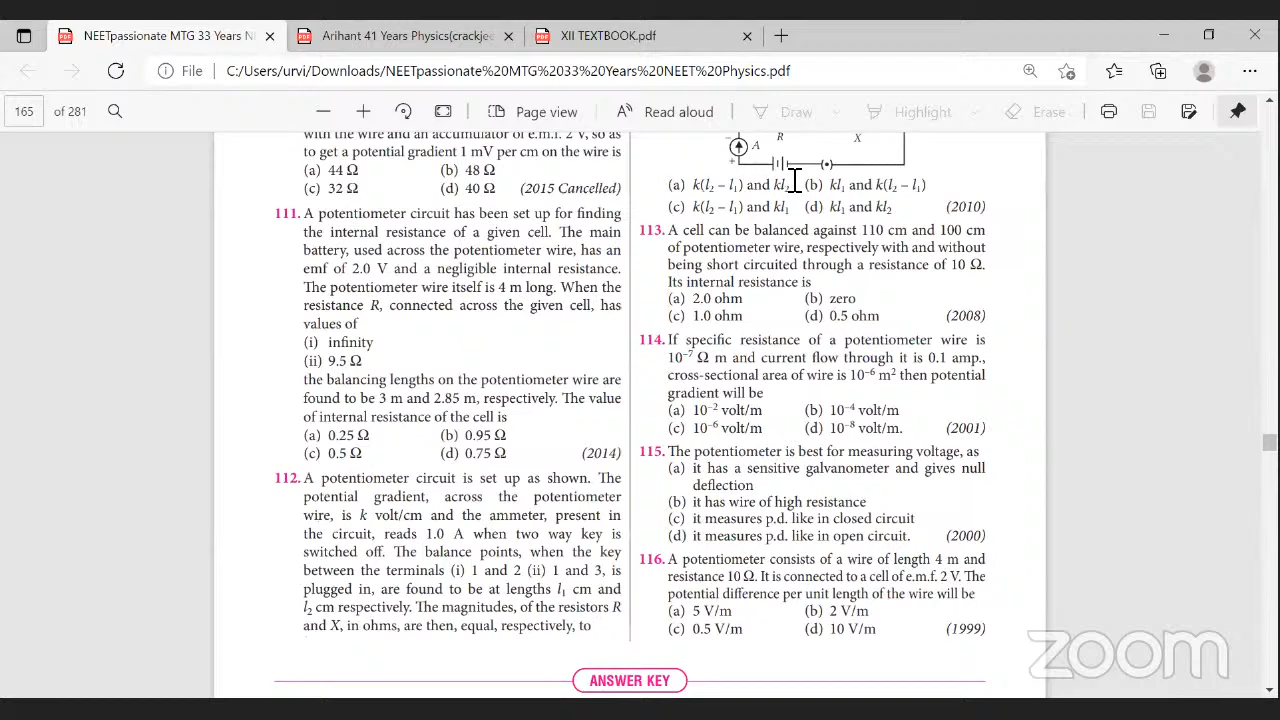 NEETpassionate MTG 33 Years NE
Arihant 41 Years Physics(crackjee
XII TEXTBOOK.pdf
File
C:/Users/urvi/Downloads/NEETpassionate%20MTG%2033%20Years%20NEET%20Physics.pdf
165 of 281
Page view
Read aloud
Draw
Highlight
Erase
with the wire and an accumulator of e.m.f. 2 V, so as
to get a potential gradient 1 mV per cm on the wire is
(a) 44 Ω (b) 48 Ω
(c) 32 Ω (d) 40 Ω (2015 Cancelled)
111. A potentiometer circuit has been set up for finding
the internal resistance of a given cell. The main
battery, used across the potentiometer wire, has an
emf of 2.0 V and a negligible internal resistance.
The potentiometer wire itself is 4 m long. When the
resistance R, connected across the given cell, has
values of
(i) infinity
(ii) 9.5 Ω
the balancing lengths on the potentiometer wire are
found to be 3 m and 2.85 m, respectively. The value
of internal resistance of the cell is
(a) 0.25 Ω (b) 0.95 Ω
(c) 0.5 Ω (d) 0.75 Ω (2014)
112. A potentiometer circuit is set up as shown. The
potential gradient, across the potentiometer
wire, is k volt/cm and the ammeter, present in
the circuit, reads 1.0 A when two way key is
switched off. The balance points, when the key
between the terminals (i) 1 and 2 (ii) 1 and 3, is
plugged in, are found to be at lengths l₁ cm and
l₂ cm respectively. The magnitudes, of the resistors R
and X, in ohms, are then, equal, respectively, to
R
X
– A
+
(a) k(l₂ – l₁) and kl₂ (b) kl₁ and k(l₂ – l₁)
(c) k(l₂ – l₁) and kl₁ (d) kl₁ and kl₂ (2010)
113. A cell can be balanced against 110 cm and 100 cm
of potentiometer wire, respectively with and without
being short circuited through a resistance of 10 Ω.
Its internal resistance is
(a) 2.0 ohm (b) zero
(c) 1.0 ohm (d) 0.5 ohm (2008)
114. If specific resistance of a potentiometer wire is
10⁻⁷ Ω m and current flow through it is 0.1 amp.,
cross-sectional area of wire is 10⁻⁶ m² then potential
gradient will be
(a) 10⁻² volt/m (b) 10⁻⁴ volt/m
(c) 10⁻⁶ volt/m (d) 10⁻⁸ volt/m. (2001)
115. The potentiometer is best for measuring voltage, as
(a) it has a sensitive galvanometer and gives null
deflection
(b) it has wire of high resistance
(c) it measures p.d. like in closed circuit
(d) it measures p.d. like in open circuit. (2000)
116. A potentiometer consists of a wire of length 4 m and
resistance 10 Ω. It is connected to a cell of e.m.f. 2 V. The
potential difference per unit length of the wire will be
(a) 5 V/m (b) 2 V/m
(c) 0.5 V/m (d) 10 V/m (1999)
ANSWER KEY
zoom